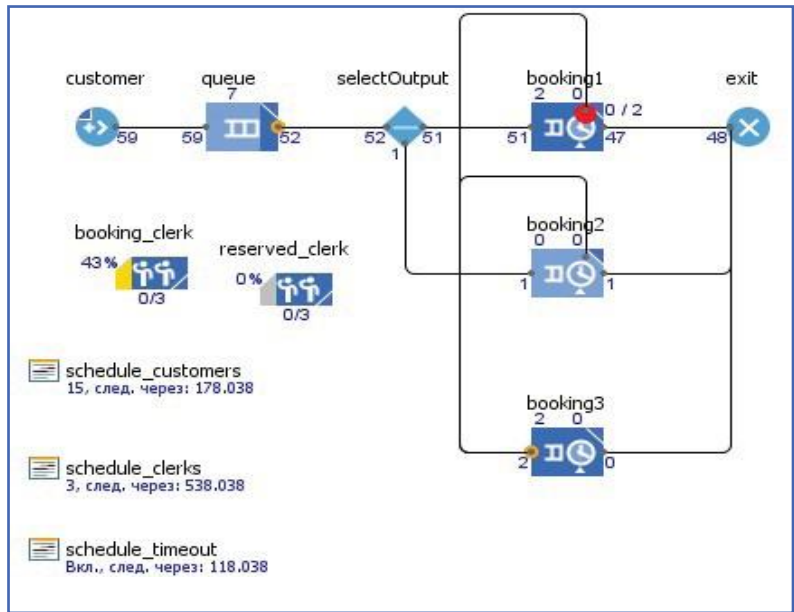 customer queue selectOutput booking1 exit
7 2 0
0 / 2
59 59 52 52 51 51 47 48
1
booking2
booking_clerk
0 0
reserved_clerk
43%
0%
1 1
0/3
0/3
schedule_customers
15, след. через: 178.038
booking3
2 0
schedule_clerks
2 0
3, след. через: 538.038
schedule_timeout
Вкл., след. через: 118.038